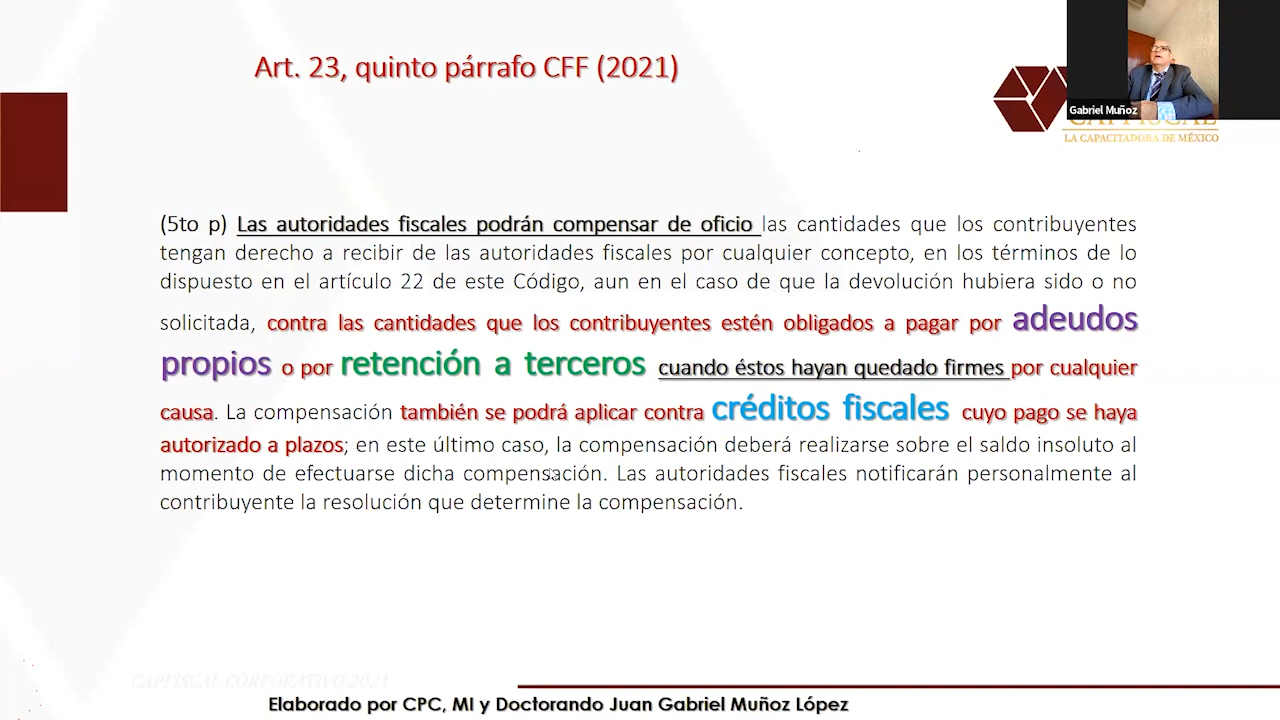 Art. 23, quinto párrafo CFF (2021)
Gabriel Muñoz
CAPFISCAL
LA CAPACITADORA DE MÉXICO
(5to p) Las autoridades fiscales podrán compensar de oficio las cantidades que los contribuyentes
tengan derecho a recibir de las autoridades fiscales por cualquier concepto, en los términos de lo
dispuesto en el artículo 22 de este Código, aun en el caso de que la devolución hubiera sido o no
solicitada, contra las cantidades que los contribuyentes estén obligados a pagar por adeudos
propios o por retención a terceros cuando éstos hayan quedado firmes por cualquier
causa. La compensación también se podrá aplicar contra créditos fiscales cuyo pago se haya
autorizado a plazos; en este último caso, la compensación deberá realizarse sobre el saldo insoluto al
momento de efectuarse dicha compensación. Las autoridades fiscales notificarán personalmente al
contribuyente la resolución que determine la compensación.
CAPFISCAL CORPORATIVO 2021
Elaborado por CPC, MI y Doctorando Juan Gabriel Muñoz López